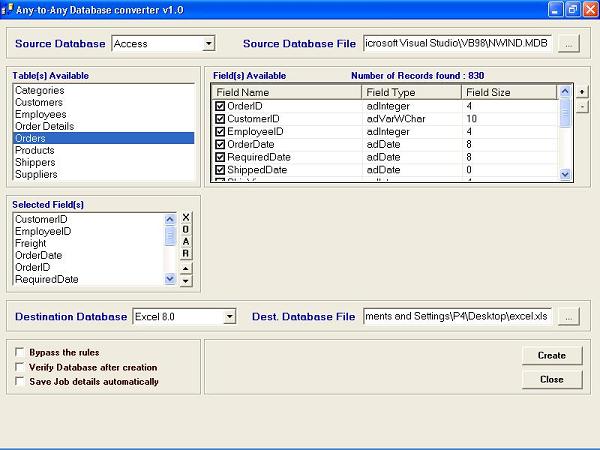 Any-to-Any Database converter v1.0
Source Database Access Source Database File icrosoft Visual Studio\VB98\NWIND.MDB ...
Table(s) Available
Categories
Customers
Employees
Order Details
Orders
Products
Shippers
Suppliers
Field(s) Available Number of Records found : 830
Field Name Field Type Field Size
OrderID adInteger 4
CustomerID adVarWChar 10
EmployeeID adInteger 4
OrderDate adDate 8
RequiredDate adDate 8
ShippedDate adDate 0
+
-
Selected Field(s)
CustomerID
EmployeeID
Freight
OrderDate
OrderID
RequiredDate
X
O
A
R
Destination Database Excel 8.0 Dest. Database File ments and Settings\P4\Desktop\excel.xls ...
Bypass the rules
Verify Database after creation
Save Job details automatically
Create
Close